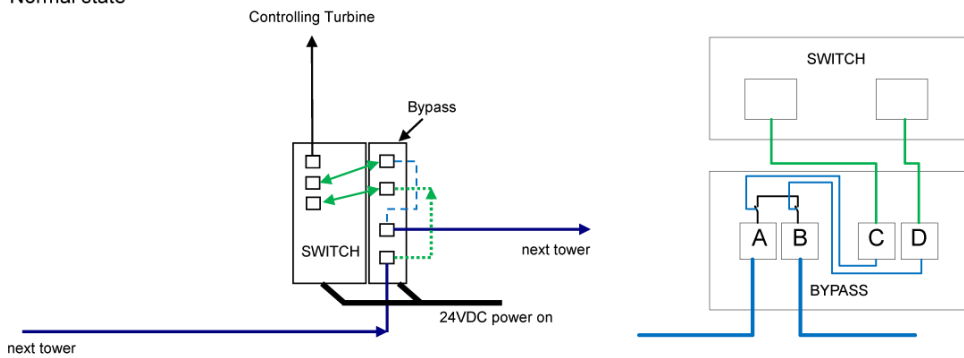 Normal state
Controlling Turbine
Bypass
SWITCH
next tower
24VDC power on
next tower
SWITCH
A B C D
BYPASS